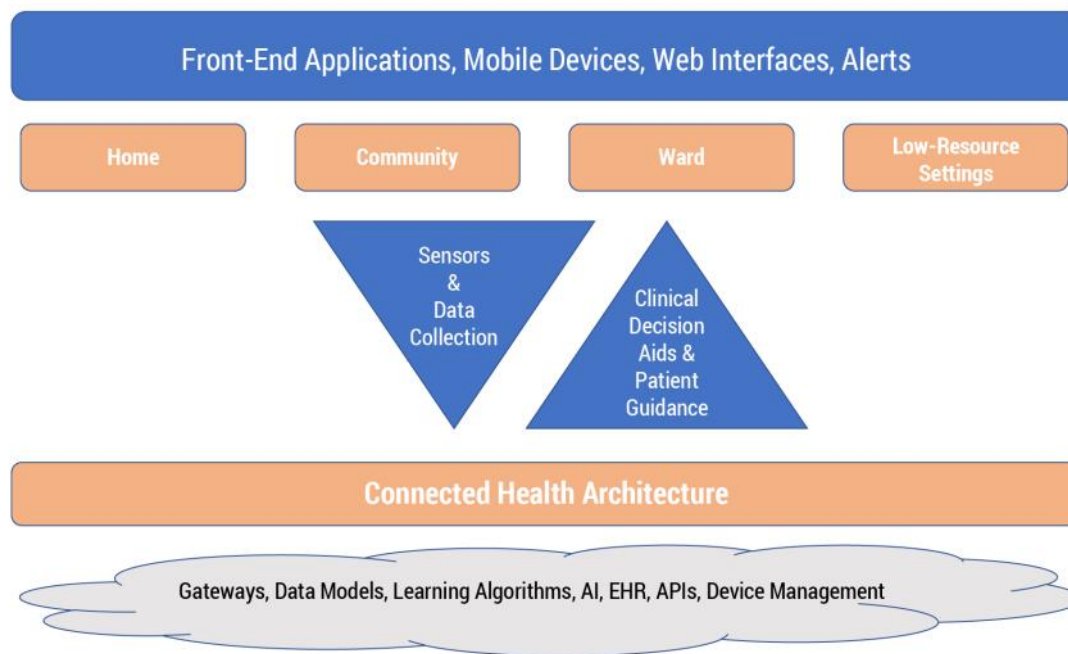 Front-End Applications, Mobile Devices, Web Interfaces, Alerts
Home
Community
Ward
Low-Resource
Settings
Sensors
&
Data
Collection
Clinical
Decision
Aids &
Patient
Guidance
Connected Health Architecture
Gateways, Data Models, Learning Algorithms, AI, EHR, APIs, Device Management